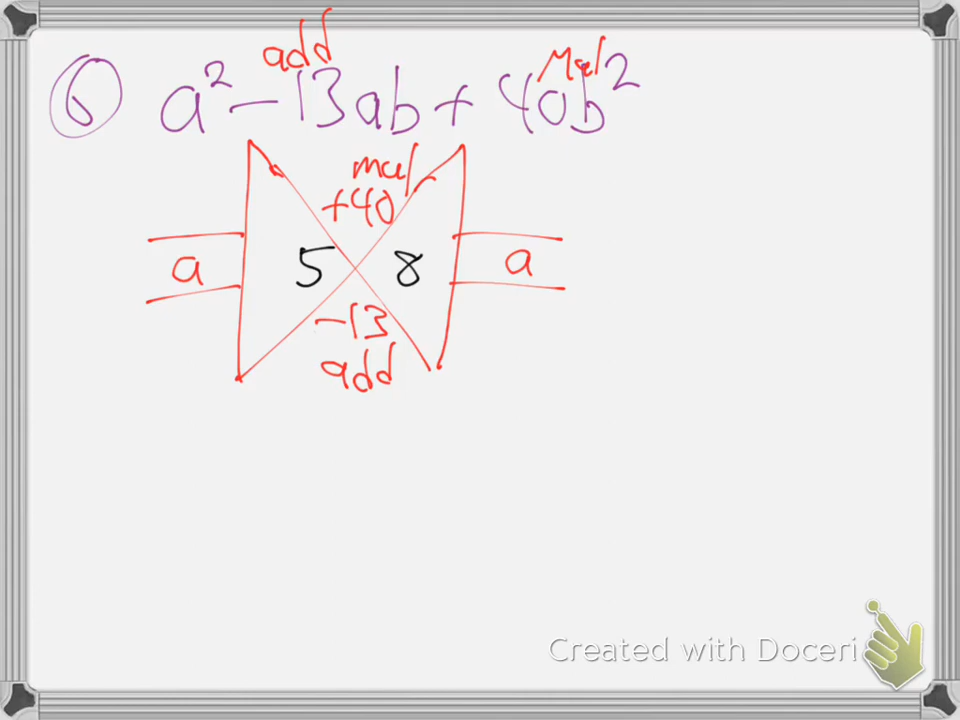 add
mul
6 a² - 13ab + 40b²
mul
+40
a 5 8 a
-13
add
Created with Doceri